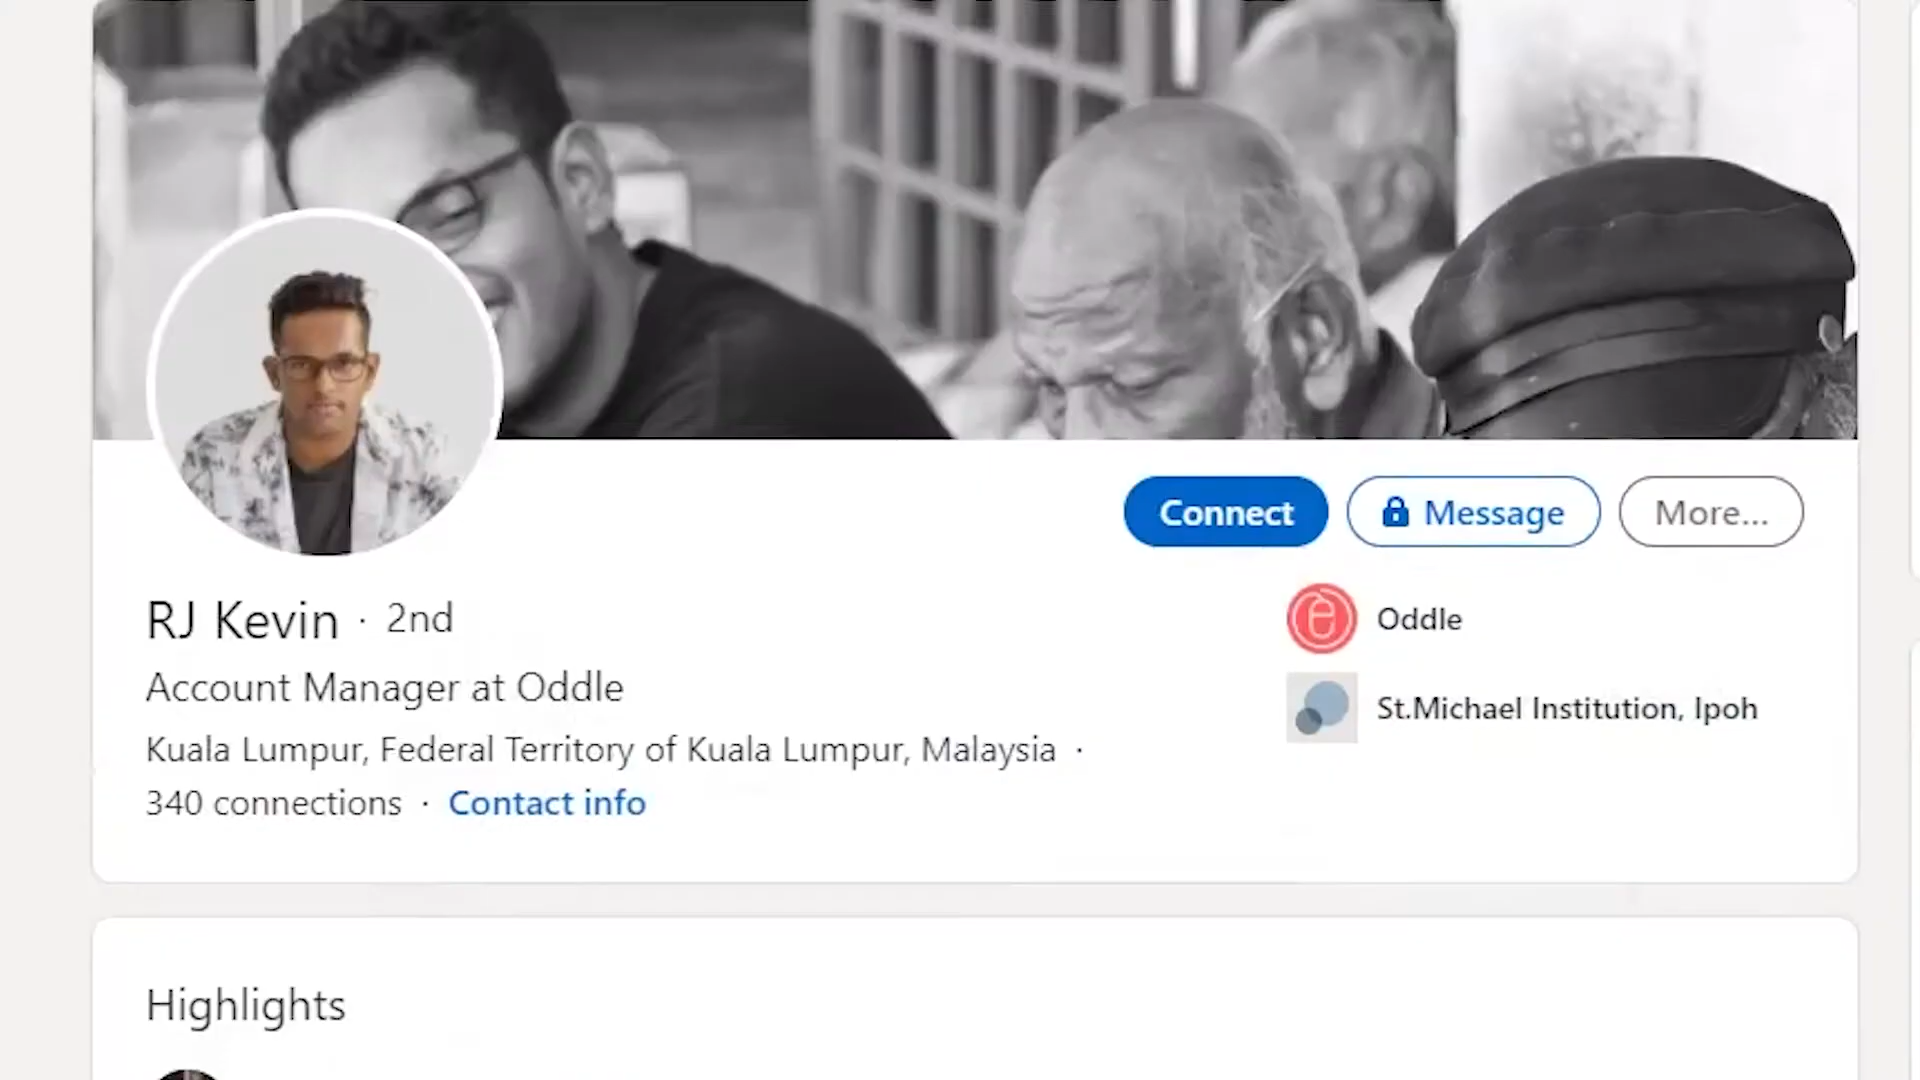 Connect
Message
More...
RJ Kevin · 2nd
Account Manager at Oddle
Kuala Lumpur, Federal Territory of Kuala Lumpur, Malaysia ·
340 connections · Contact info
Oddle
St.Michael Institution, Ipoh
Highlights